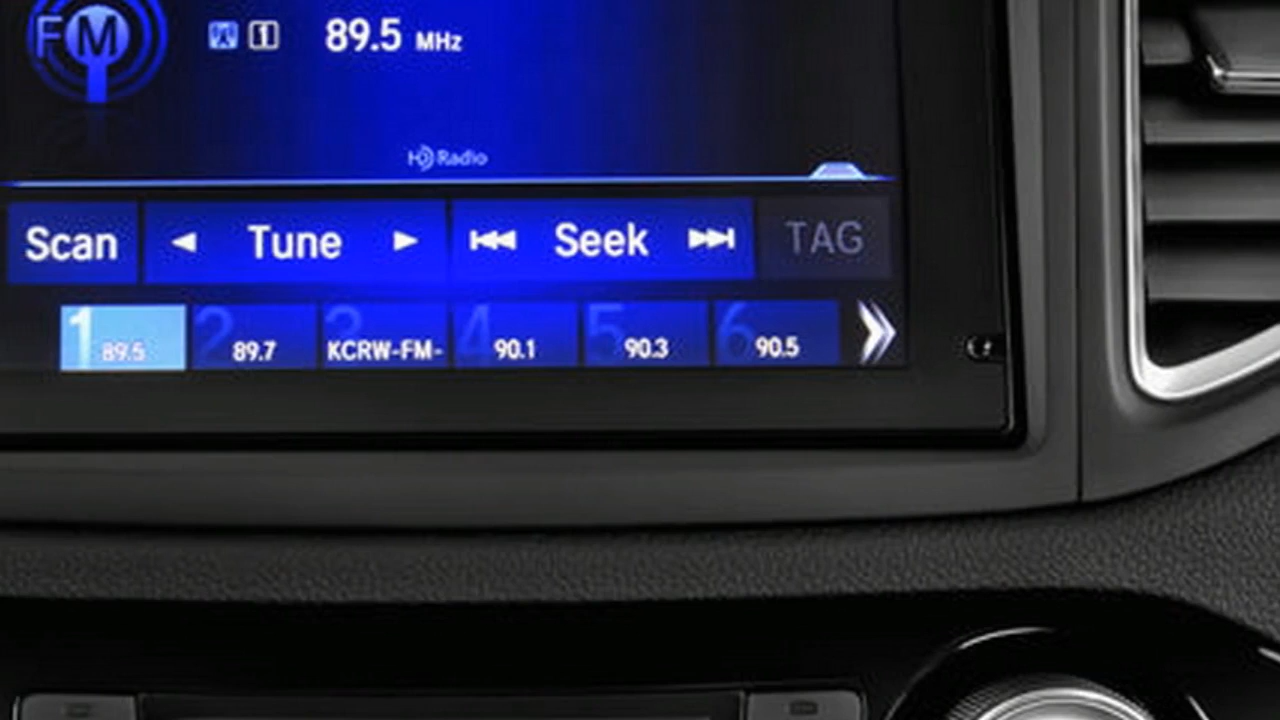 FM 1 89.5 MHz
HD Radio
Scan Tune Seek TAG
1 89.5 2 89.7 3 KCRW-FM- 4 90.1 5 90.3 6 90.5